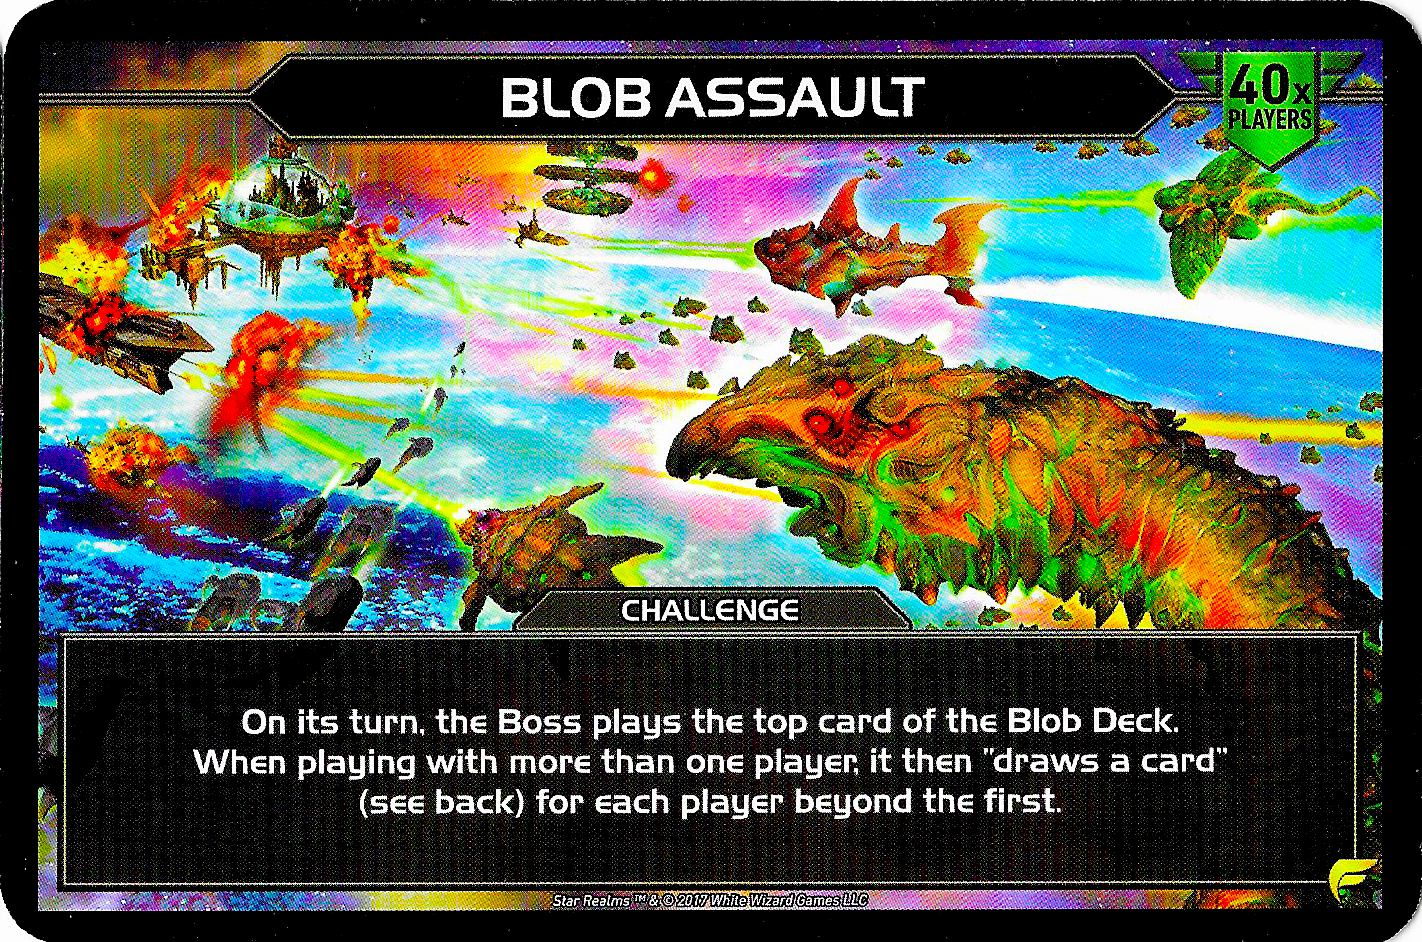 BLOB ASSAULT
40x
PLAYERS
CHALLENGE
On its turn, the Boss plays the top card of the Blob Deck.
When playing with more than one player, it then "draws a card"
(see back) for each player beyond the first.
Star Realms ™ & © 2017 White Wizard Games LLC